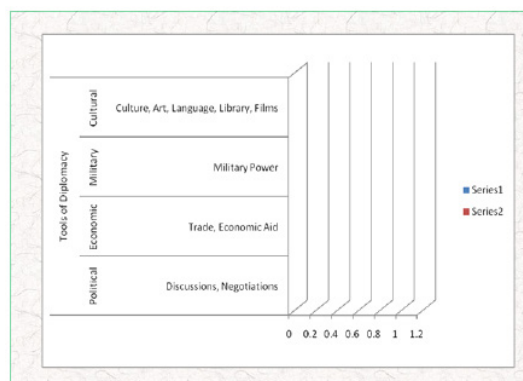 Tools of Diplomacy
Cultural
Culture, Art, Language, Library, Films
Military
Military Power
Economic
Trade, Economic Aid
Political
Discussions, Negotiations
0 0.2 0.4 0.6 0.8 1 1.2
Series1
Series2